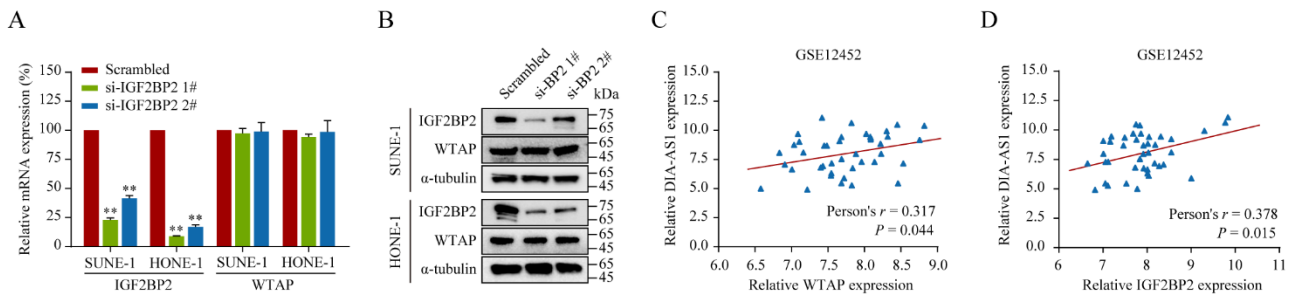 A
Relative mRNA expression (%)
150
125
100
75
50
25
0
Scrambled
si-IGF2BP2 1#
si-IGF2BP2 2#
**
**
**
**
SUNE-1 HONE-1 SUNE-1 HONE-1
IGF2BP2 WTAP
B
Scrambled
si-BP2 1#
si-BP2 2#
kDa
SUNE-1
IGF2BP2
75
65
WTAP
65
45
α-tubulin
65
45
HONE-1
IGF2BP2
75
65
WTAP
65
45
α-tubulin
65
45
C
GSE12452
Relative DIA-AS1 expression
15.0
12.5
10.0
7.5
5.0
2.5
0.0
Person's r = 0.317
P = 0.044
6.0 6.5 7.0 7.5 8.0 8.5 9.0
Relative WTAP expression
D
GSE12452
Relative DIA-AS1 expression
15.0
12.5
10.0
7.5
5.0
2.5
0.0
Person's r = 0.378
P = 0.015
6 7 8 9 10 11
Relative IGF2BP2 expression